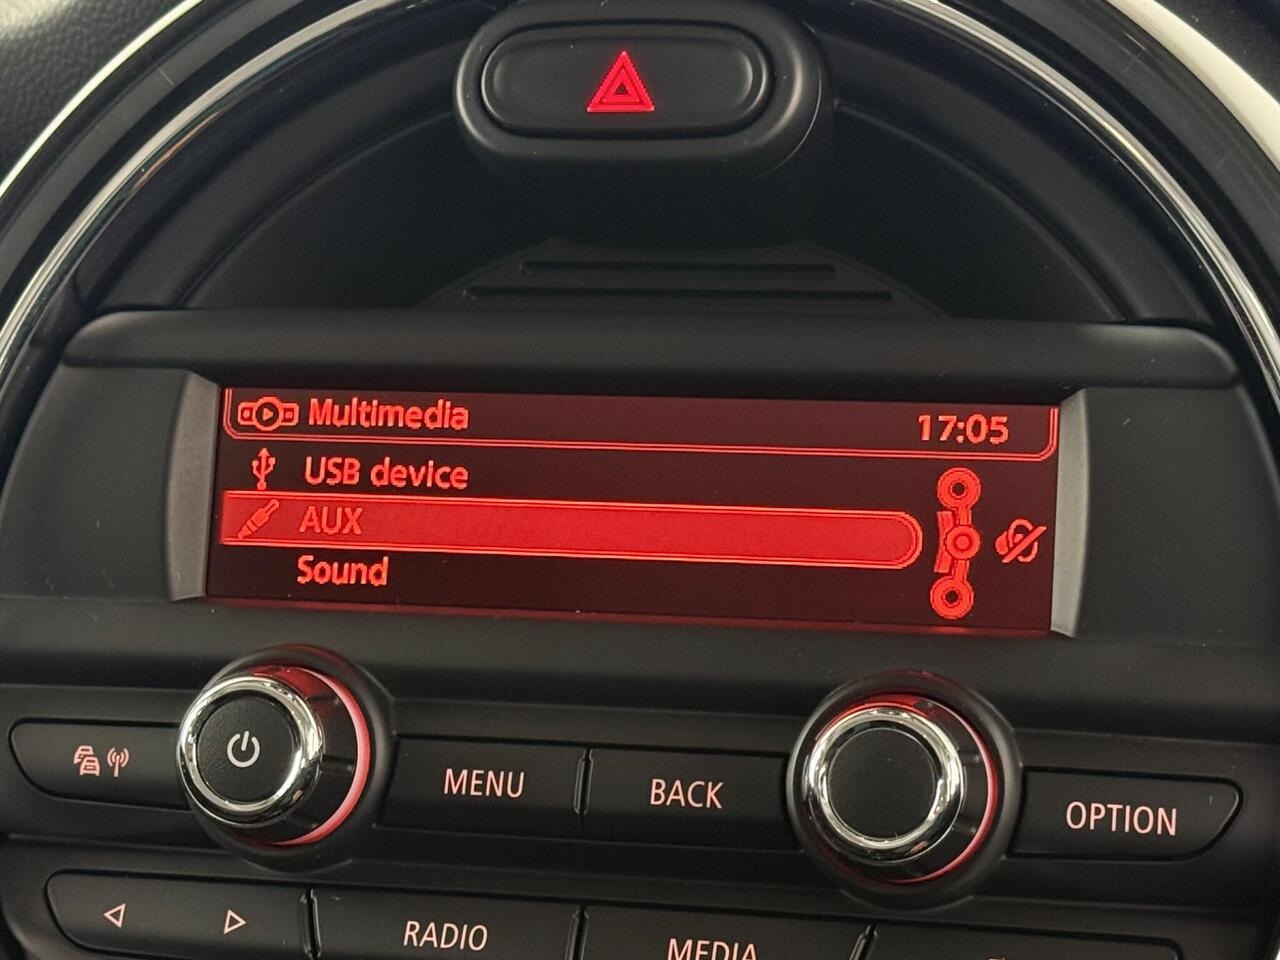 Multimedia 17:05
USB device
AUX
Sound
MENU BACK OPTION
RADIO MEDIA